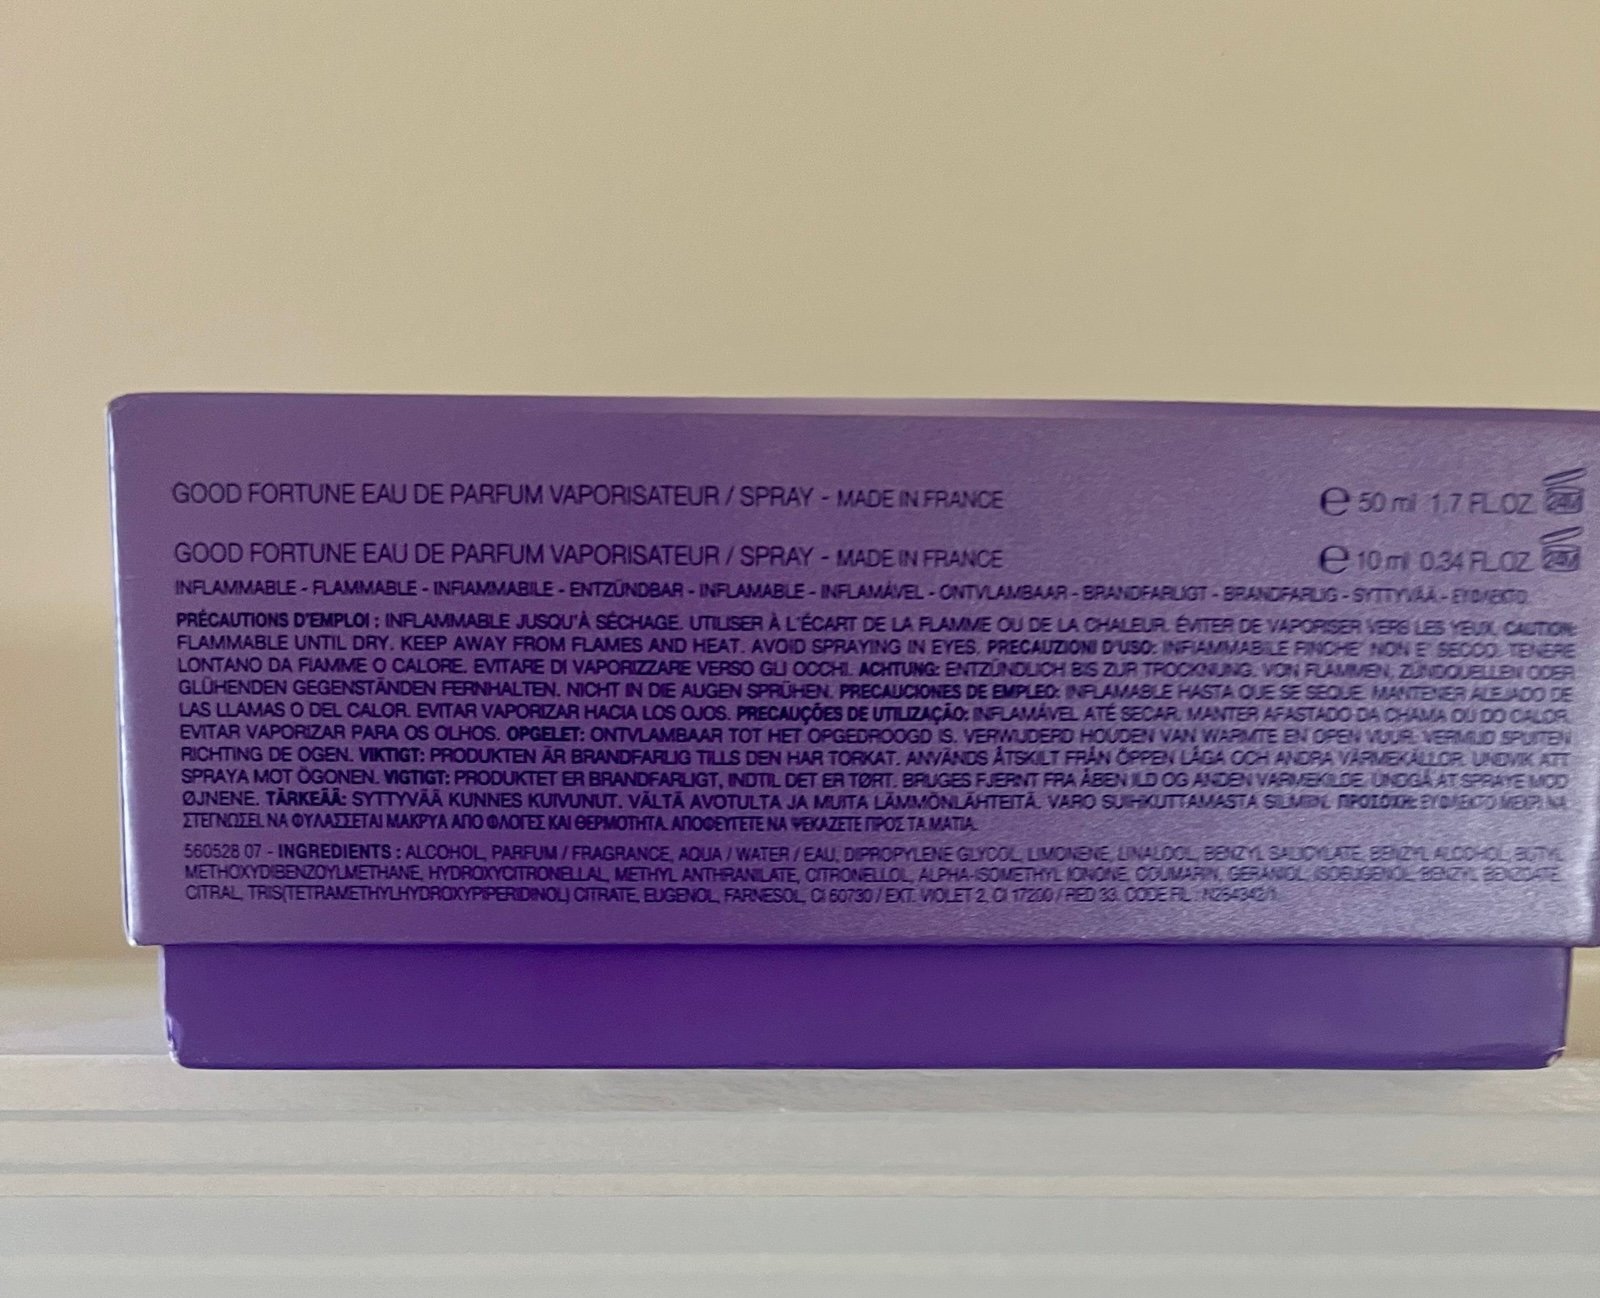 GOOD FORTUNE EAU DE PARFUM VAPORISATEUR / SPRAY - MADE IN FRANCE ℮ 50 ml 1.7 FL.OZ. 24M
GOOD FORTUNE EAU DE PARFUM VAPORISATEUR / SPRAY - MADE IN FRANCE ℮ 10 ml 0.34 FL.OZ. 24M
INFLAMMABLE - FLAMMABLE - INFIAMMABILE - ENTZÜNDBAR - INFLAMABLE - INFLAMÁVEL - ONTVLAMBAAR - BRANDFARLIGT - BRANDFARLIG - SYTTYVÄÄ - ΕΥΦΛΕΚΤΟ.
PRÉCAUTIONS D'EMPLOI : INFLAMMABLE JUSQU'À SÉCHAGE. UTILISER À L'ÉCART DE LA FLAMME OU DE LA CHALEUR. ÉVITER DE VAPORISER VERS LES YEUX. CAUTION:
FLAMMABLE UNTIL DRY. KEEP AWAY FROM FLAMES AND HEAT. AVOID SPRAYING IN EYES. PRECAUZIONI D'USO: INFIAMMABILE FINCHE' NON E' SECCO. TENERE
LONTANO DA FIAMME O CALORE. EVITARE DI VAPORIZZARE VERSO GLI OCCHI. ACHTUNG: ENTZÜNDLICH BIS ZUR TROCKNUNG. VON FLAMMEN, ZÜNDQUELLEN ODER
GLÜHENDEN GEGENSTÄNDEN FERNHALTEN. NICHT IN DIE AUGEN SPRÜHEN. PRECAUCIONES DE EMPLEO: INFLAMABLE HASTA QUE SE SEQUE. MANTENER ALEJADO DE
LAS LLAMAS O DEL CALOR. EVITAR VAPORIZAR HACIA LOS OJOS. PRECAUÇÕES DE UTILIZAÇÃO: INFLAMÁVEL ATÉ SECAR. MANTER AFASTADO DA CHAMA OU DO CALOR.
EVITAR VAPORIZAR PARA OS OLHOS. OPGELET: ONTVLAMBAAR TOT HET OPGEDROOGD IS. VERWIJDERD HOUDEN VAN WARMTE EN OPEN VUUR. VERMIJD SPUITEN
RICHTING DE OGEN. VIKTIGT: PRODUKTEN ÄR BRANDFARLIG TILLS DEN HAR TORKAT. ANVÄNDS ÅTSKILT FRÅN ÖPPEN LÅGA OCH ANDRA VÄRMEKÄLLOR. UNDVIK ATT
SPRAYA MOT ÖGONEN. VIGTIGT: PRODUKTET ER BRANDFARLIGT, INDTIL DET ER TØRT. BRUGES FJERNT FRA ÅBEN ILD OG ANDEN VARMEKILDE. UNDGÅ AT SPRAYE MOD
ØJNENE. TÄRKEÄÄ: SYTTYVÄÄ KUNNES KUIVUNUT. VÄLTÄ AVOTULTA JA MUITA LÄMMÖNLÄHTEITÄ. VARO SUIHKUTTAMASTA SILMIIN. ΠΡΟΣΟΧΗ: ΕΥΦΛΕΚΤΟ ΜΕΧΡΙ ΝΑ
ΣΤΕΓΝΩΣΕΙ. ΝΑ ΦΥΛΑΣΣΕΤΑΙ ΜΑΚΡΥΑ ΑΠΟ ΦΛΟΓΕΣ ΚΑΙ ΘΕΡΜΟΤΗΤΑ. ΑΠΟΦΕΥΓΕΤΕ ΝΑ ΨΕΚΑΖΕΤΕ ΠΡΟΣ ΤΑ ΜΑΤΙΑ.
560528 07 - INGREDIENTS : ALCOHOL, PARFUM / FRAGRANCE, AQUA / WATER / EAU, DIPROPYLENE GLYCOL, LIMONENE, LINALOOL, BENZYL SALICYLATE, BENZYL ALCOHOL, BUTYL
METHOXYDIBENZOYLMETHANE, HYDROXYCITRONELLAL, METHYL ANTHRANILATE, CITRONELLOL, ALPHA-ISOMETHYL IONONE, COUMARIN, GERANIOL, ISOEUGENOL, BENZYL BENZOATE,
CITRAL, TRIS(TETRAMETHYLHYDROXYPIPERIDINOL) CITRATE, EUGENOL, FARNESOL, CI 60730 / EXT. VIOLET 2, CI 17200 / RED 33. CODE FIL : N264342/1.